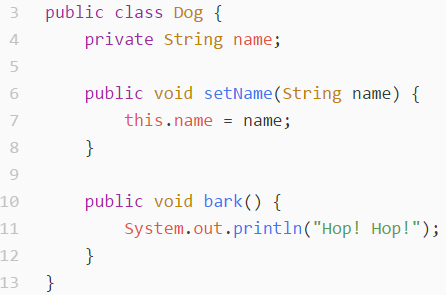 3 public class Dog {
4     private String name;
5
6     public void setName(String name) {
7         this.name = name;
8     }
9
10     public void bark() {
11         System.out.println("Hop! Hop!");
12     }
13 }